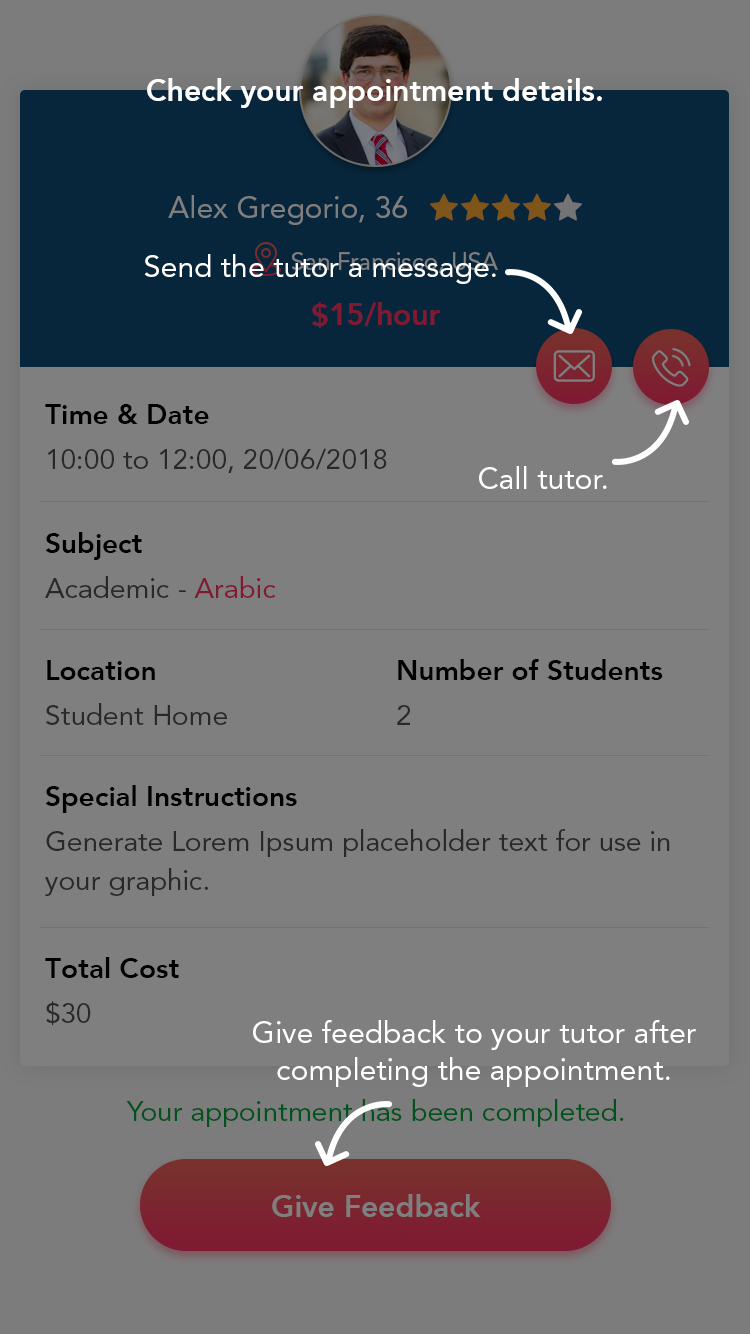 Check your appointment details.
Alex Gregorio, 36
San Francisco, USA
Send the tutor a message.
$15/hour
Time & Date
10:00 to 12:00, 20/06/2018
Call tutor.
Subject
Academic - Arabic
Location
Student Home
Number of Students
2
Special Instructions
Generate Lorem Ipsum placeholder text for use in
your graphic.
Total Cost
$30
Give feedback to your tutor after
completing the appointment.
Your appointment has been completed.
Give Feedback